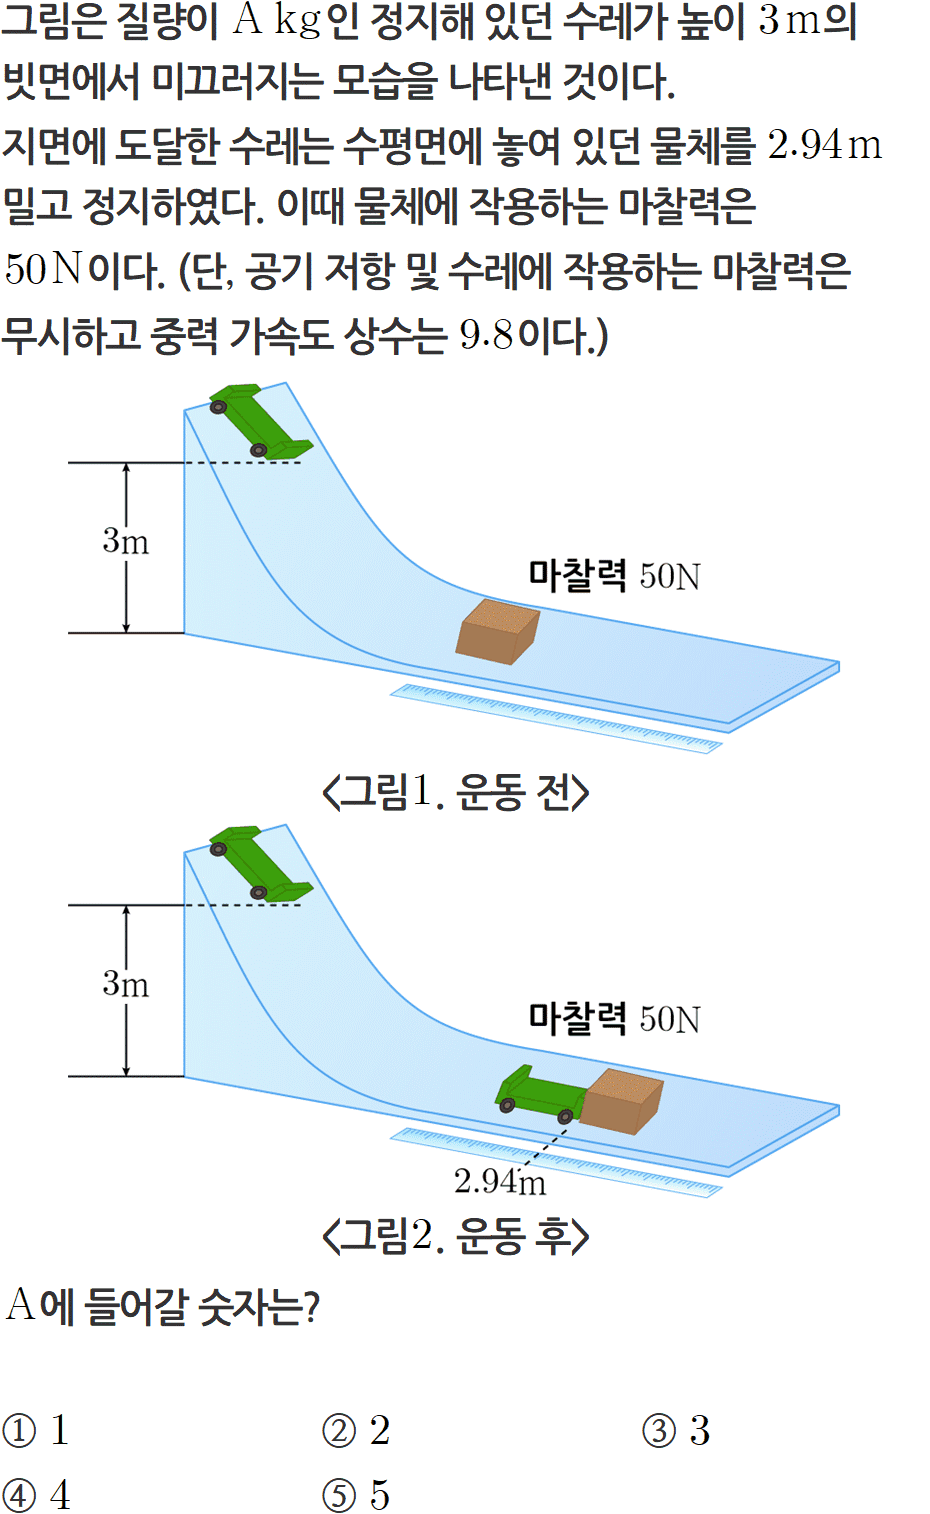 그림은 질량이 A kg인 정지해 있던 수레가 높이 3m의
빗면에서 미끄러지는 모습을 나타낸 것이다.
지면에 도달한 수레는 수평면에 놓여 있던 물체를 2.94m
밀고 정지하였다. 이때 물체에 작용하는 마찰력은
50N이다. (단, 공기 저항 및 수레에 작용하는 마찰력은
무시하고 중력 가속도 상수는 9.8이다.)
3m
마찰력 50N
<그림1. 운동 전>
3m
마찰력 50N
2.94m
<그림2. 운동 후>
A에 들어갈 숫자는?
① 1 ② 2 ③ 3
④ 4 ⑤ 5